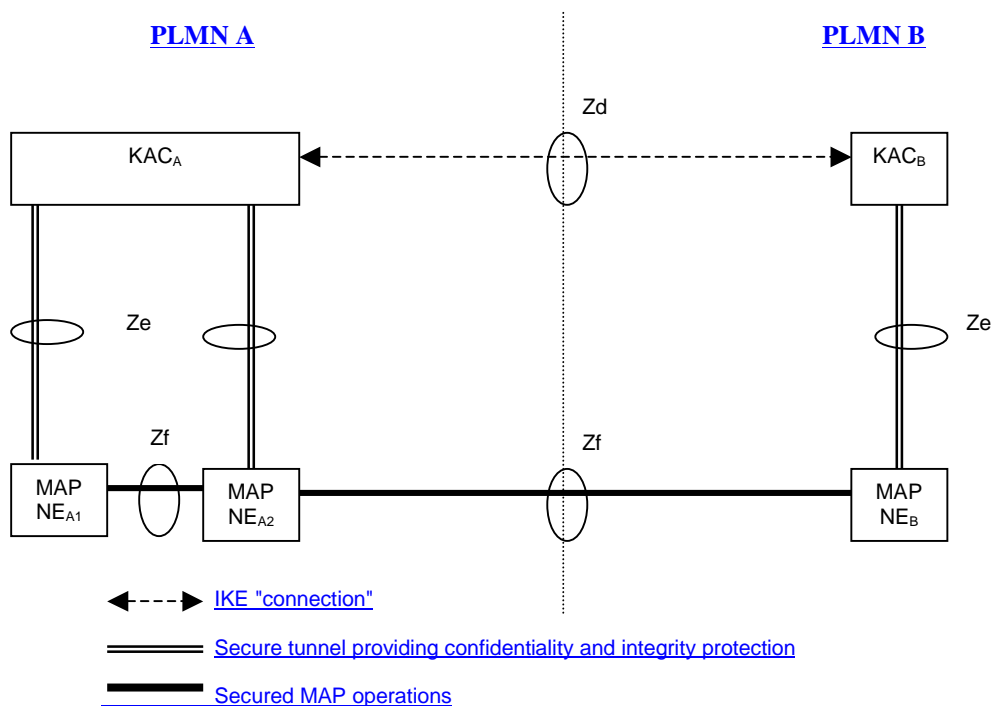 PLMN A
PLMN B
Zd
KACA
KACB
Ze
Ze
Zf
Zf
MAP
NEA1
MAP
NEA2
MAP
NEB
IKE "connection"
Secure tunnel providing confidentiality and integrity protection
Secured MAP operations